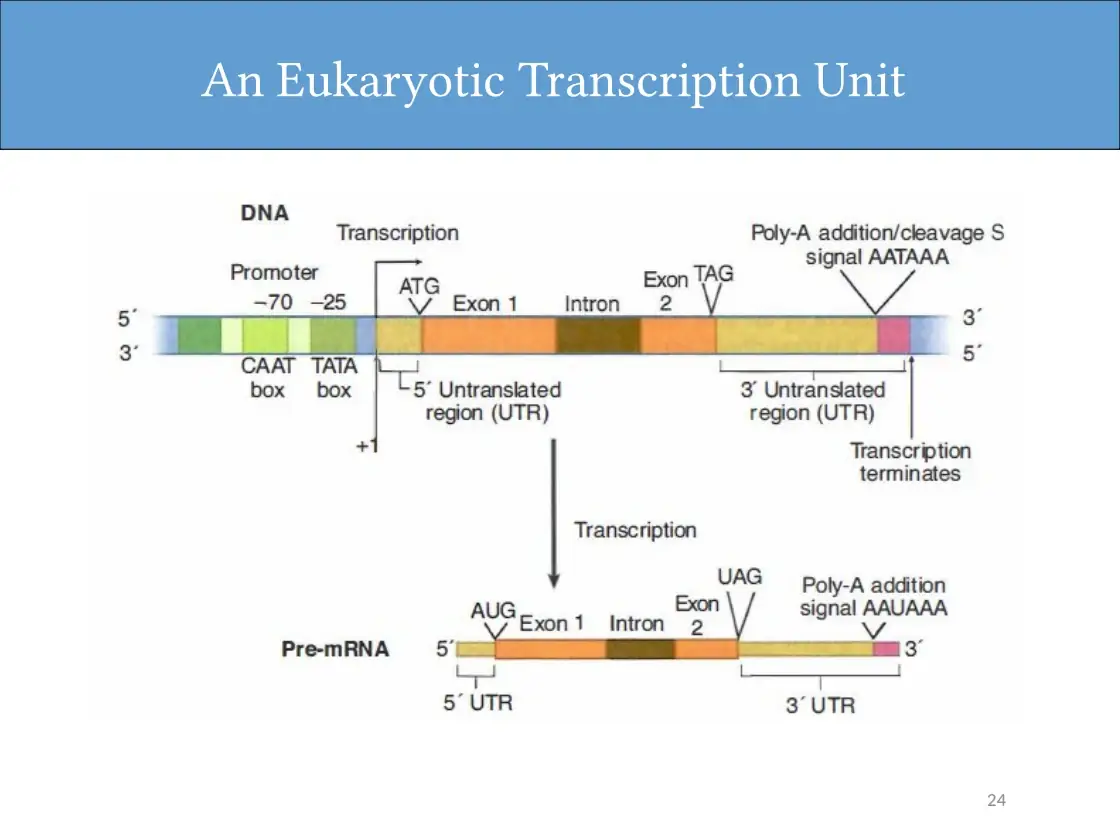 An Eukaryotic Transcription Unit
DNA
Transcription
Poly-A addition/cleavage S
signal AATAAA
Promoter
–70 –25
ATG
Exon 1
Intron
Exon
2
TAG
5´
3´
3´
5´
CAAT
box
TATA
box
5´ Untranslated
region (UTR)
3´ Untranslated
region (UTR)
+1
Transcription
terminates
Transcription
UAG
Poly-A addition
signal AAUAAA
AUG
Exon 1
Intron
Exon
2
Pre-mRNA
5´
3´
5´ UTR
3´ UTR
24